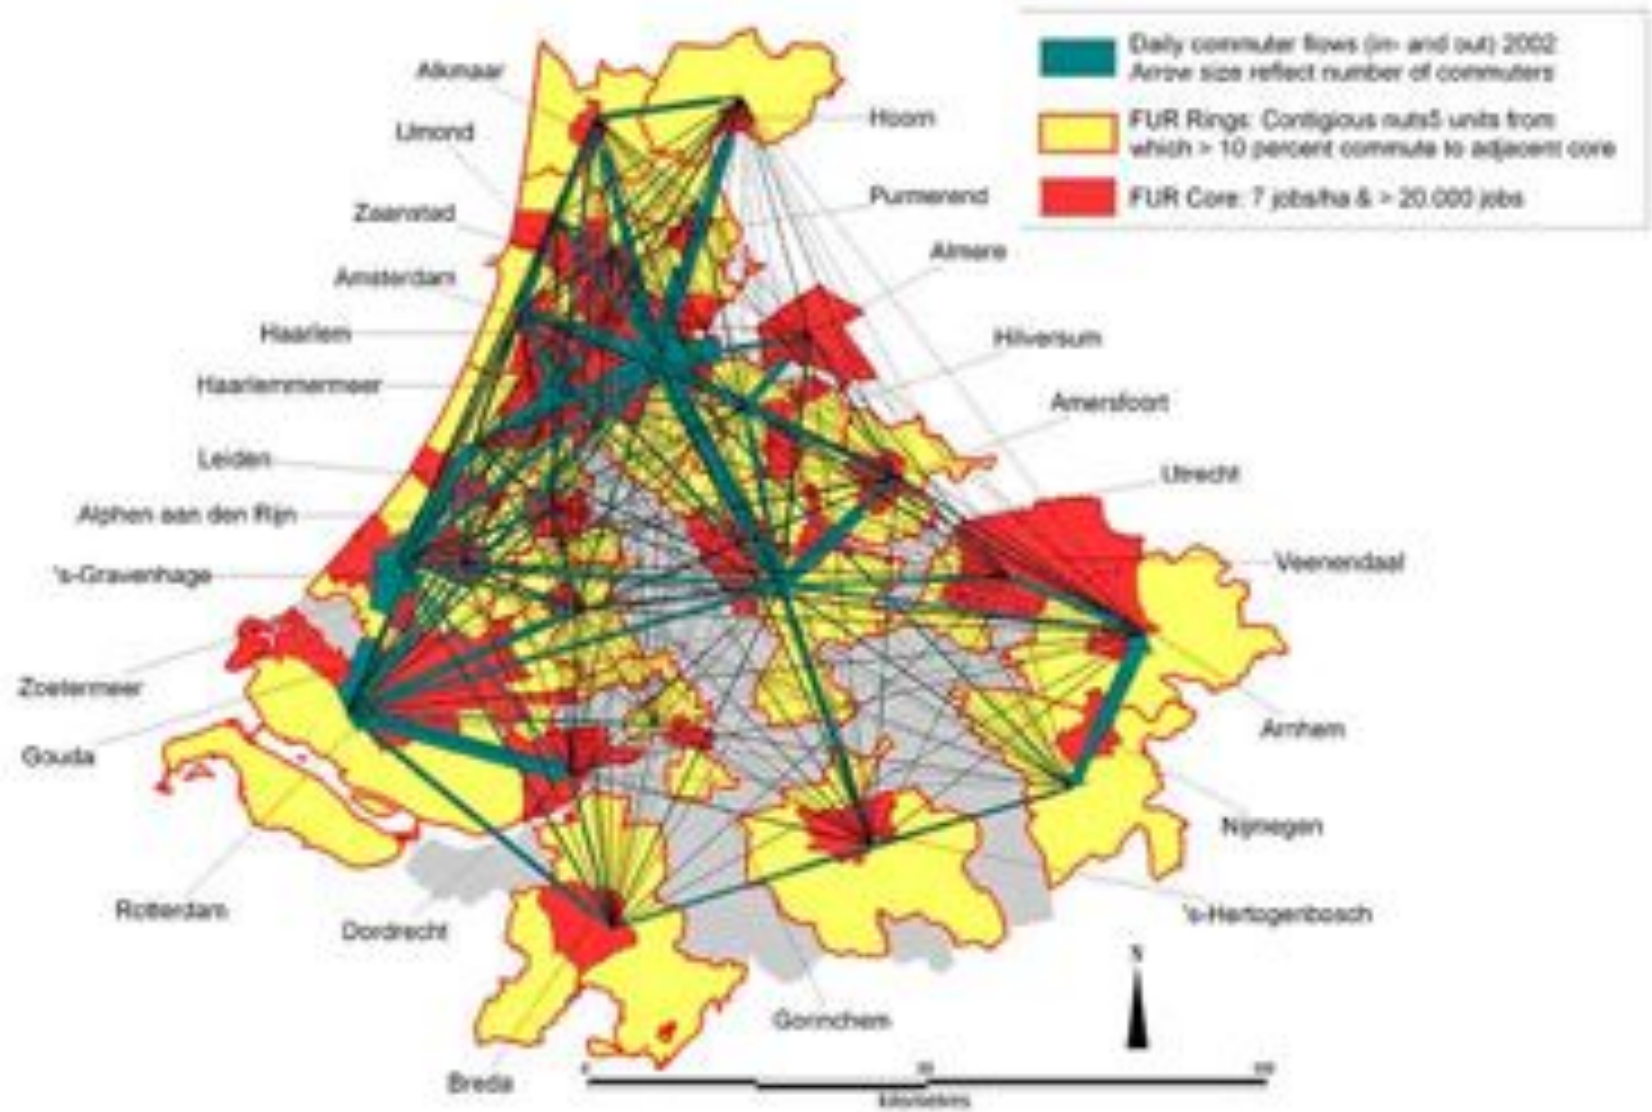 Daily commuter flows (in- and out) 2002
Arrow size reflect number of commuters
FUR Rings: Contigious nuts5 units from
which > 10 percent commute to adjacent core
FUR Core: 7 jobs/ha & > 20.000 jobs
Alkmaar
Hoorn
IJmond
Purmerend
Zaanstad
Almere
Amsterdam
Haarlem
Hilversum
Haarlemmermeer
Amersfoort
Leiden
Utrecht
Alphen aan den Rijn
's-Gravenhage
Veenendaal
Zoetermeer
Arnhem
Gouda
Nijmegen
Rotterdam
's-Hertogenbosch
Dordrecht
N
Gorinchem
Breda
kilometers